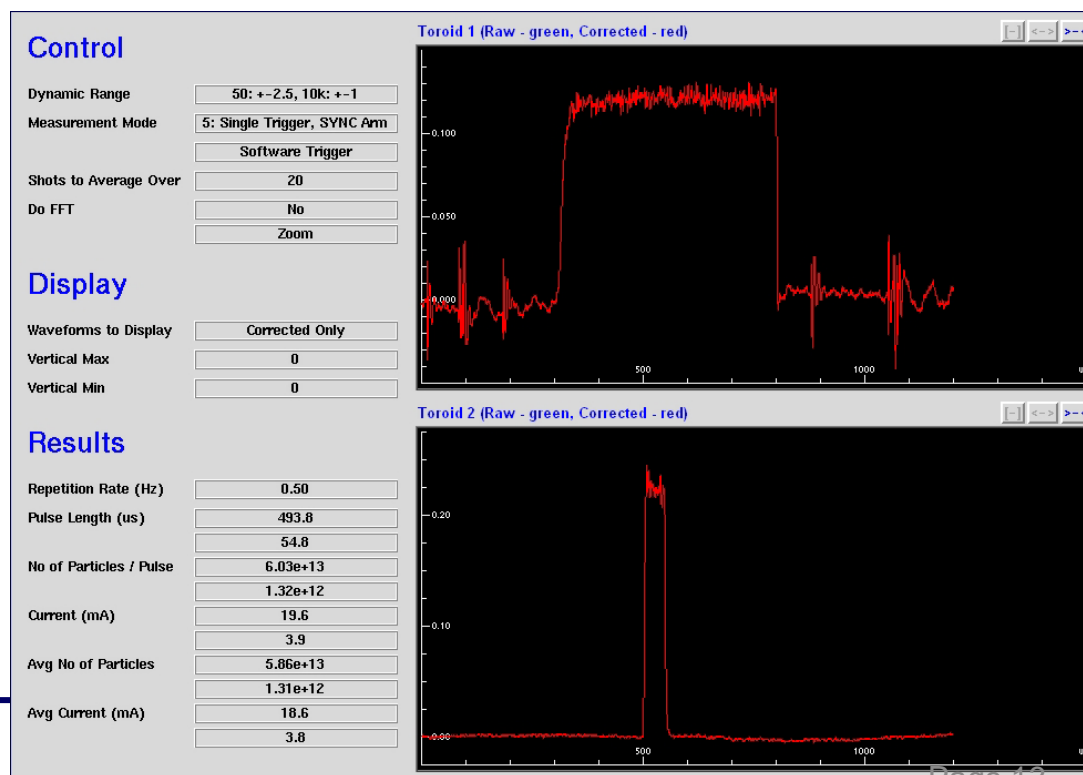 Control
Dynamic Range 50: +-2.5, 10k: +-1
Measurement Mode 5: Single Trigger, SYNC Arm
Software Trigger
Shots to Average Over 20
Do FFT No
Zoom
Display
Waveforms to Display Corrected Only
Vertical Max 0
Vertical Min 0
Results
Repetition Rate (Hz) 0.50
Pulse Length (us) 493.8
54.8
No of Particles / Pulse 6.03e+13
1.32e+12
Current (mA) 19.6
3.9
Avg No of Particles 5.86e+13
1.31e+12
Avg Current (mA) 18.6
3.8
Toroid 1 (Raw - green, Corrected - red)
[-] <-> >-<
0.100
0.050
0.000
500 1000
Toroid 2 (Raw - green, Corrected - red)
[-] <-> >-<
0.20
0.10
0.00
500 1000